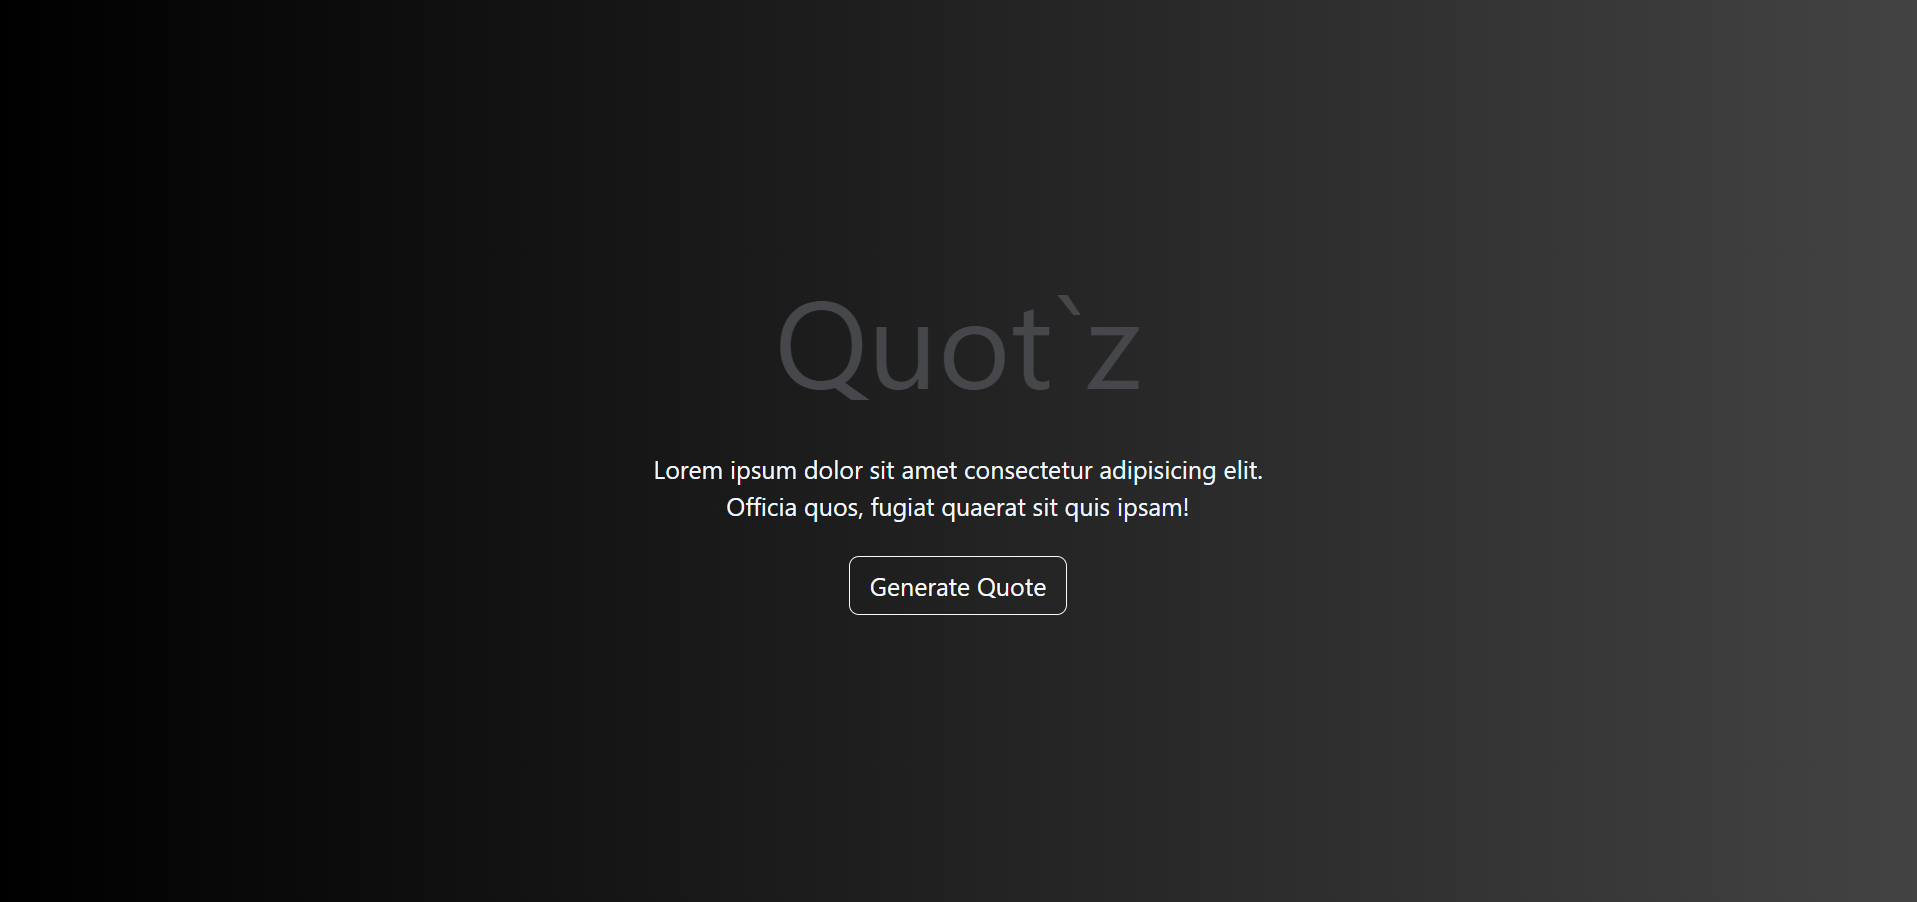 Quot`z
Lorem ipsum dolor sit amet consectetur adipisicing elit.
Officia quos, fugiat quaerat sit quis ipsam!
Generate Quote